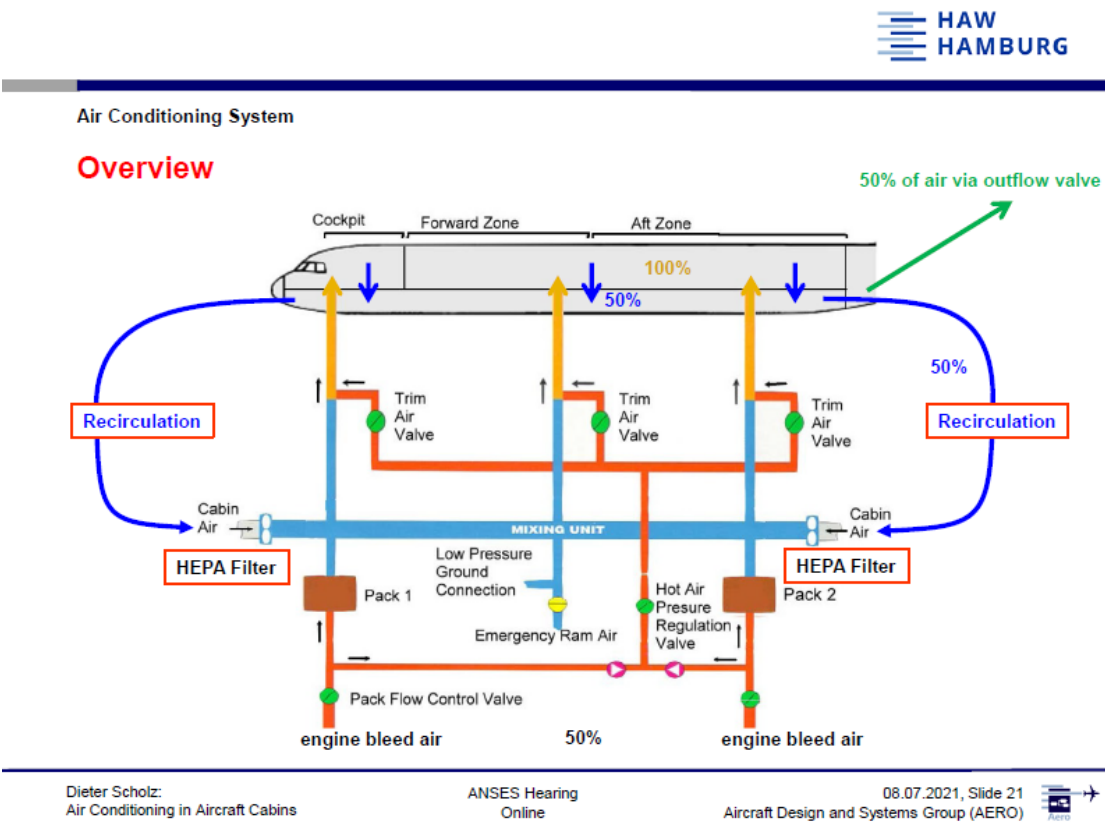 HAW
HAMBURG
Air Conditioning System
Overview
50% of air via outflow valve
Cockpit
Forward Zone
Aft Zone
100%
50%
50%
Recirculation
Trim
Air
Valve
Trim
Air
Valve
Trim
Air
Valve
Recirculation
Cabin
Air
MIXING UNIT
Cabin
Air
HEPA Filter
HEPA Filter
Low Pressure
Ground
Connection
Pack 1
Hot Air
Presure
Regulation
Valve
Pack 2
Emergency Ram Air
Pack Flow Control Valve
engine bleed air
50%
engine bleed air
Dieter Scholz:
Air Conditioning in Aircraft Cabins
ANSES Hearing
Online
08.07.2021, Slide 21
Aircraft Design and Systems Group (AERO)
Aero